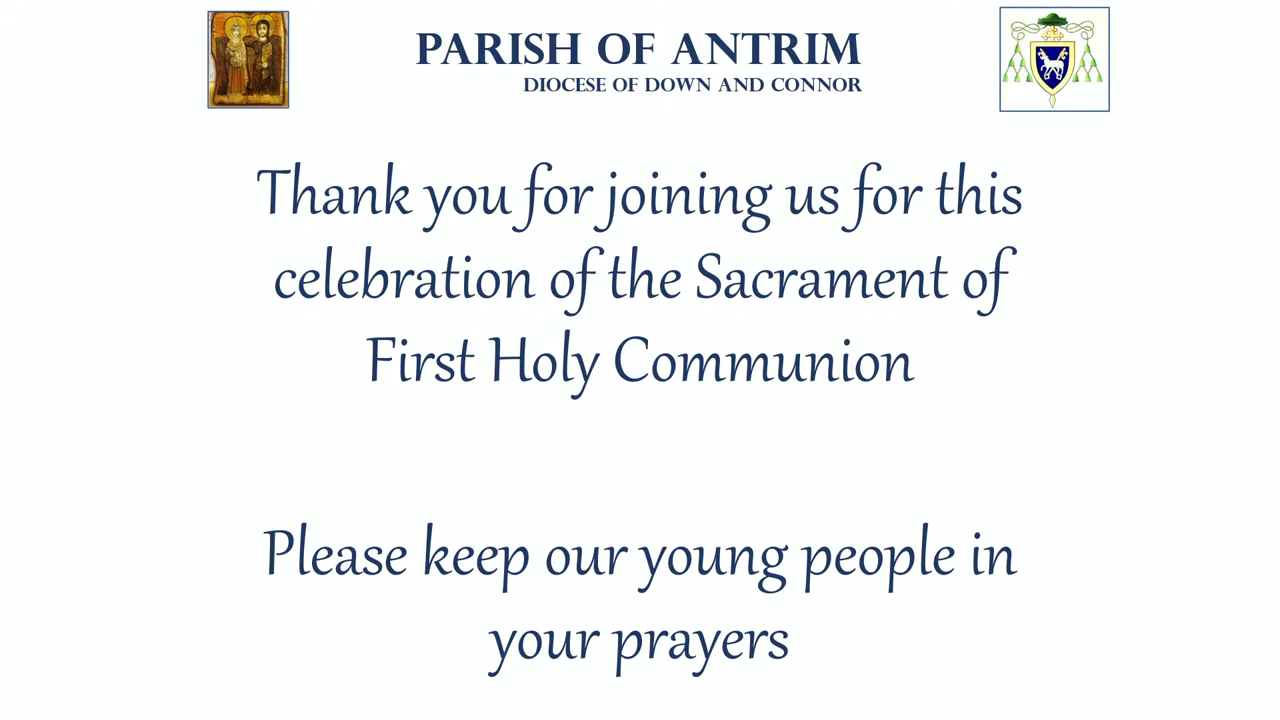 PARISH OF ANTRIM
DIOCESE OF DOWN AND CONNOR
Thank you for joining us for this
celebration of the Sacrament of
First Holy Communion
Please keep our young people in
your prayers